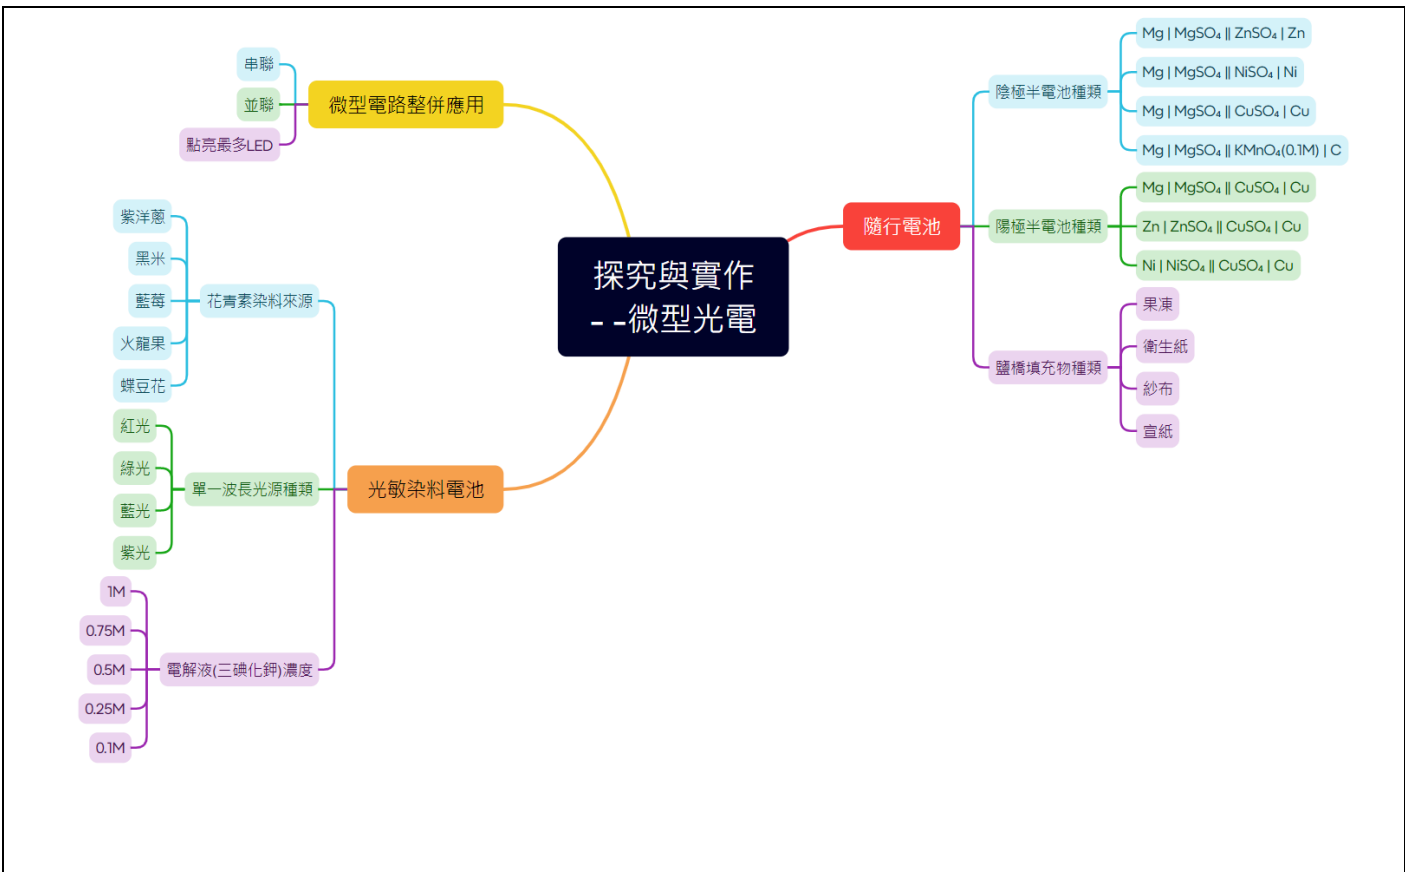 探究與實作
- -微型光電
隨行電池
陰極半電池種類
Mg | MgSO₄ || ZnSO₄ | Zn
Mg | MgSO₄ || NiSO₄ | Ni
Mg | MgSO₄ || CuSO₄ | Cu
Mg | MgSO₄ || KMnO₄(0.1M) | C
陽極半電池種類
Mg | MgSO₄ || CuSO₄ | Cu
Zn | ZnSO₄ || CuSO₄ | Cu
Ni | NiSO₄ || CuSO₄ | Cu
鹽橋填充物種類
果凍
衛生紙
紗布
宣紙
微型電路整併應用
串聯
並聯
點亮最多LED
光敏染料電池
花青素染料來源
紫洋蔥
黑米
藍莓
火龍果
蝶豆花
單一波長光源種類
紅光
綠光
藍光
紫光
電解液(三碘化鉀)濃度
1M
0.75M
0.5M
0.25M
0.1M